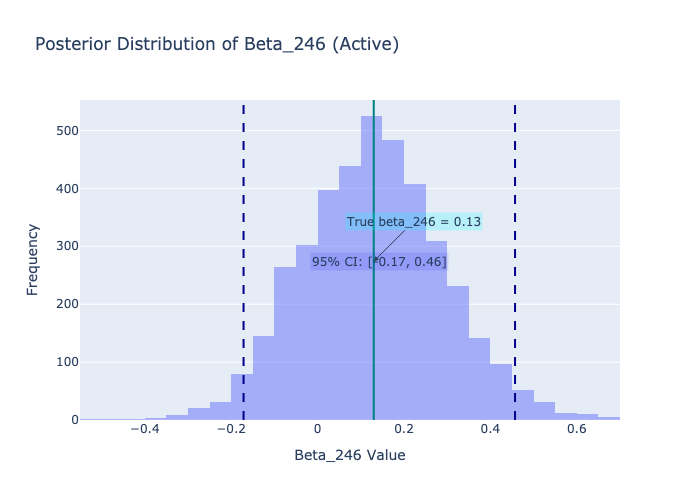 Posterior Distribution of Beta_246 (Active)
Frequency
500
400
300
200
100
0
True beta_246 = 0.13
95% CI: [-0.17, 0.46]
−0.4
−0.2
0
0.2
0.4
0.6
Beta_246 Value